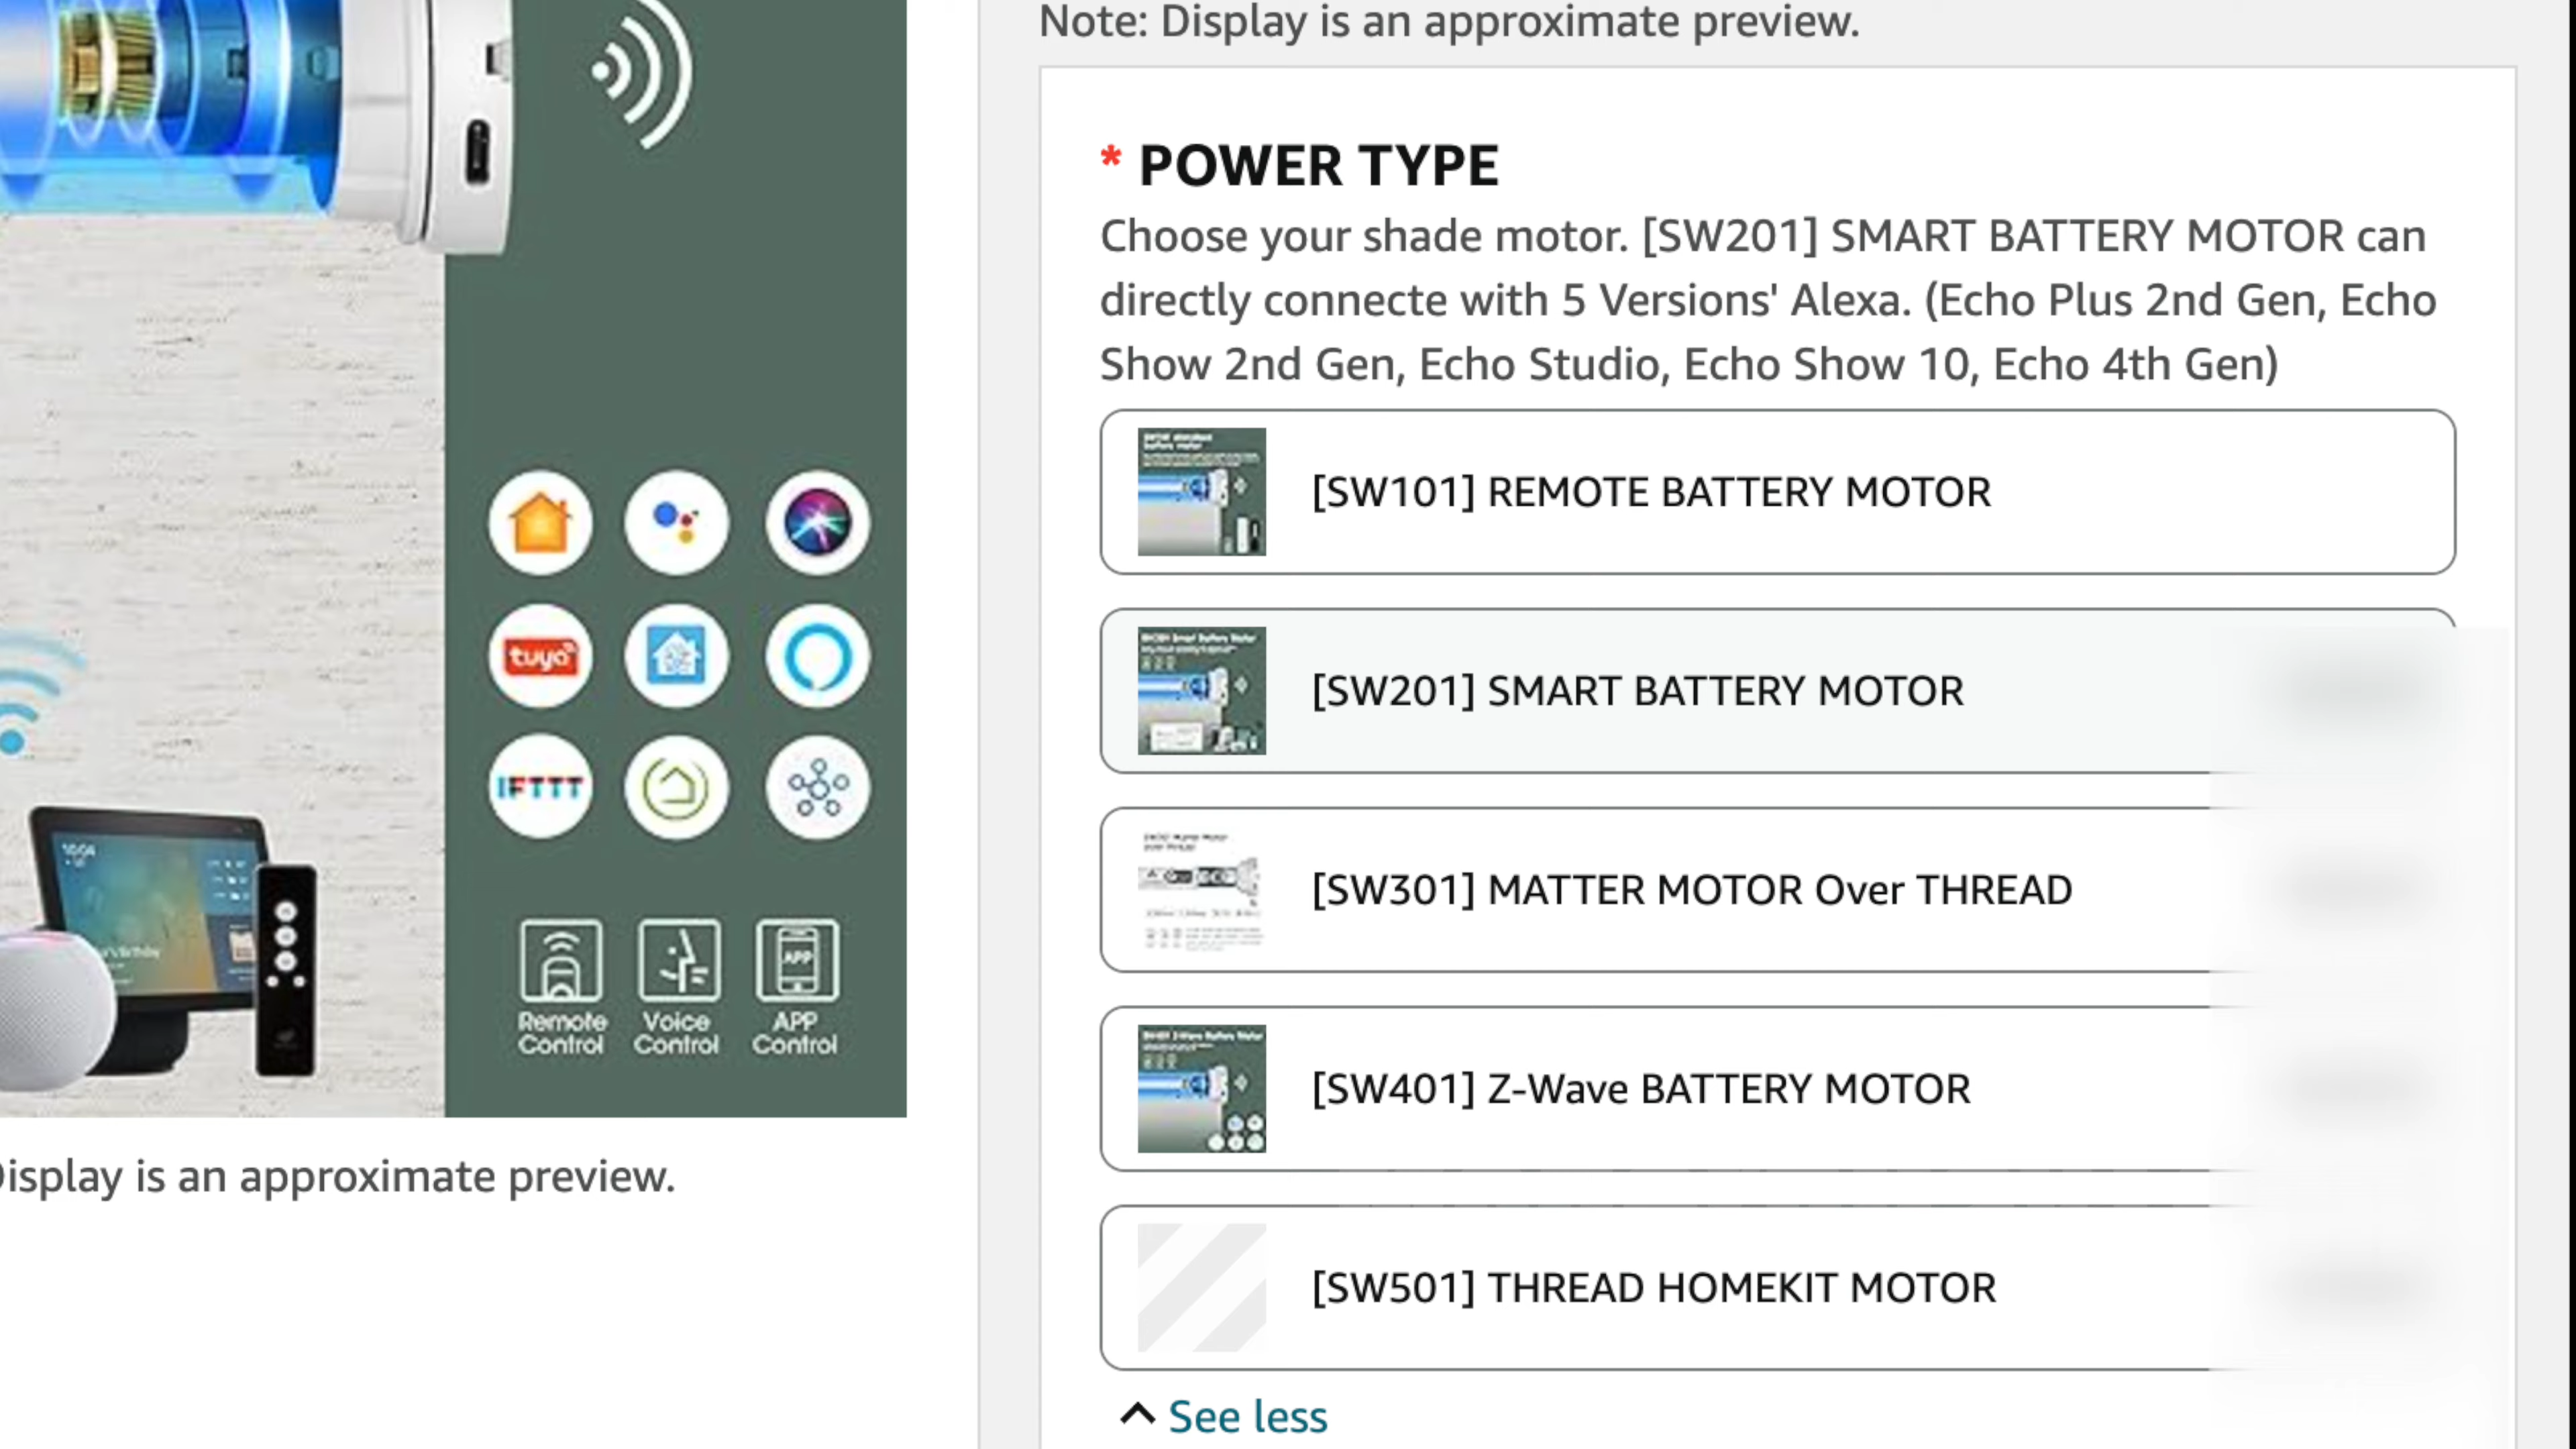 Note: Display is an approximate preview.
* POWER TYPE
Choose your shade motor. [SW201] SMART BATTERY MOTOR can
directly connecte with 5 Versions' Alexa. (Echo Plus 2nd Gen, Echo
Show 2nd Gen, Echo Studio, Echo Show 10, Echo 4th Gen)
[SW101] REMOTE BATTERY MOTOR
[SW201] SMART BATTERY MOTOR
[SW301] MATTER MOTOR Over THREAD
[SW401] Z-Wave BATTERY MOTOR
[SW501] THREAD HOMEKIT MOTOR
See less
tuya
IFTTT
APP
Remote Control
Voice Control
APP Control
Display is an approximate preview.